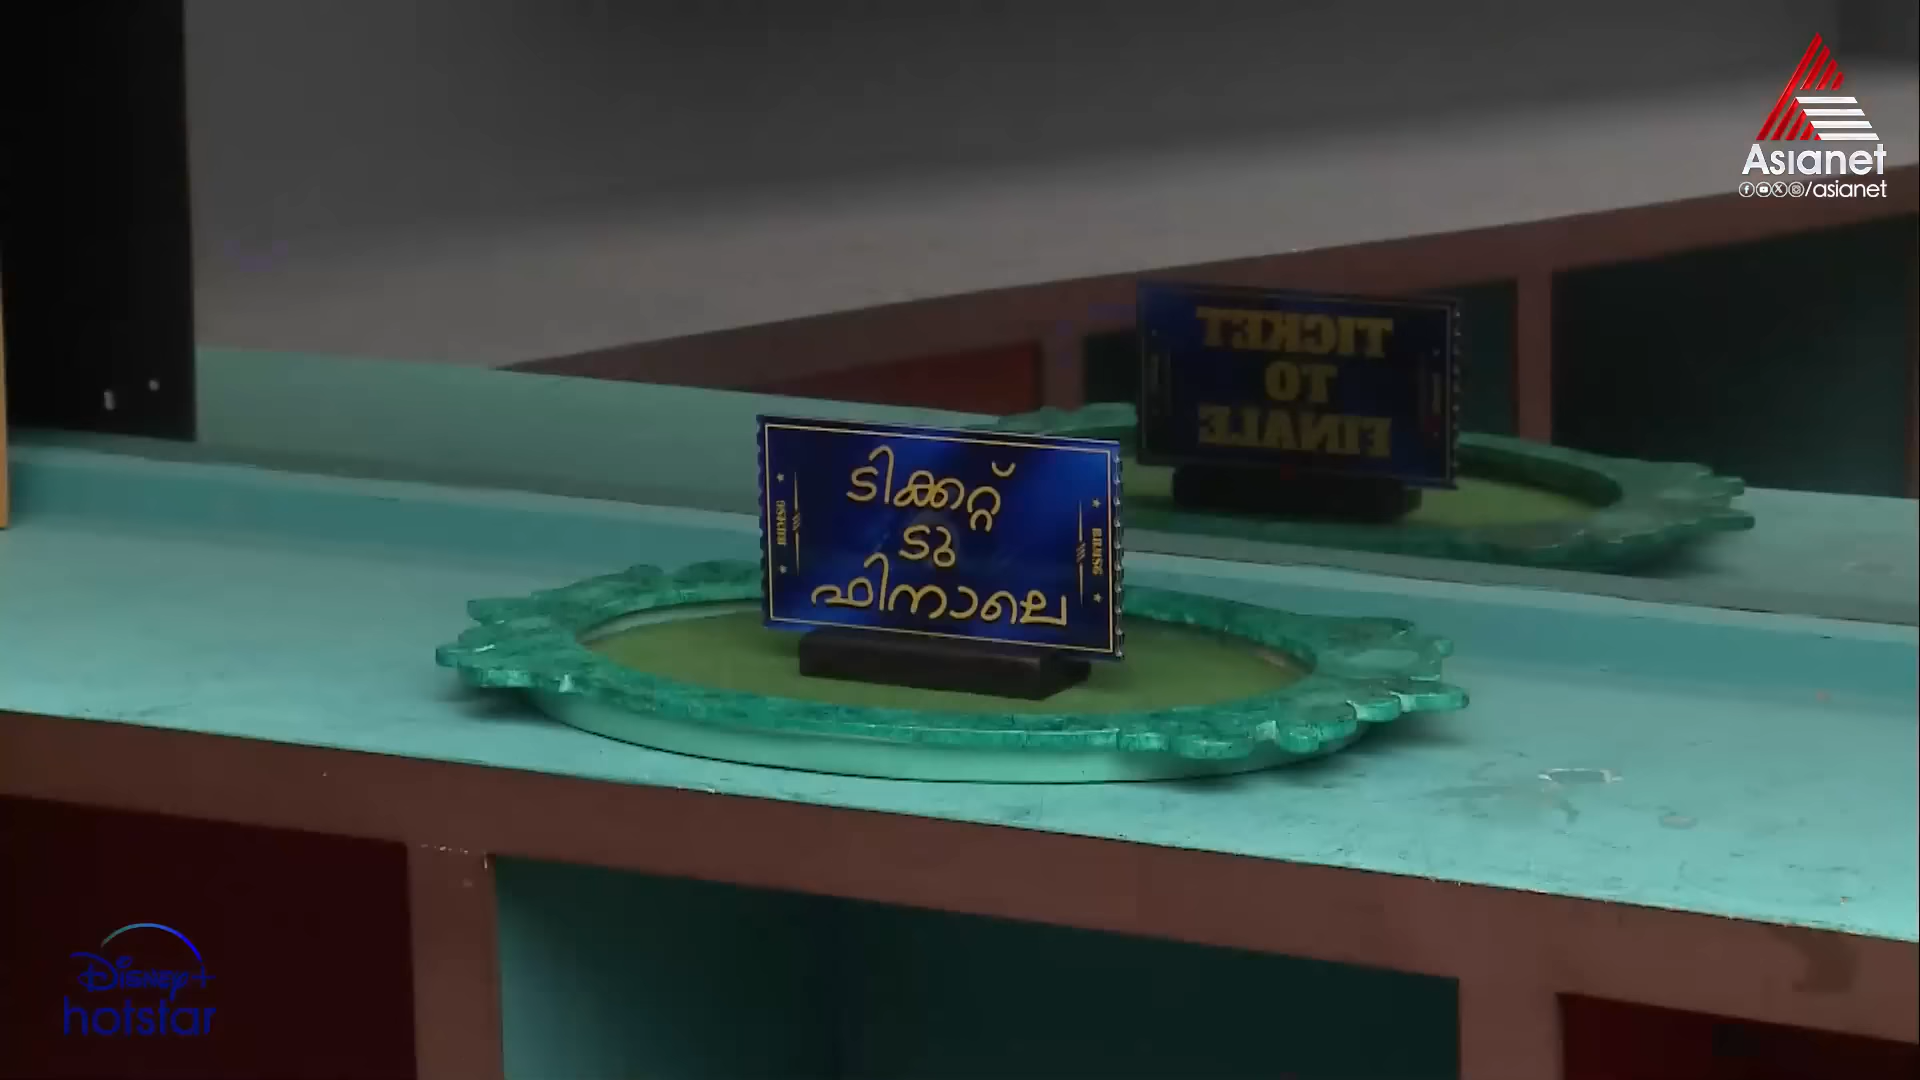 Asianet
/asianet
TICKET
TO
FINALE
ടിക്കറ്റ്
ടു
ഫിനാലെ
Disney+
hotstar